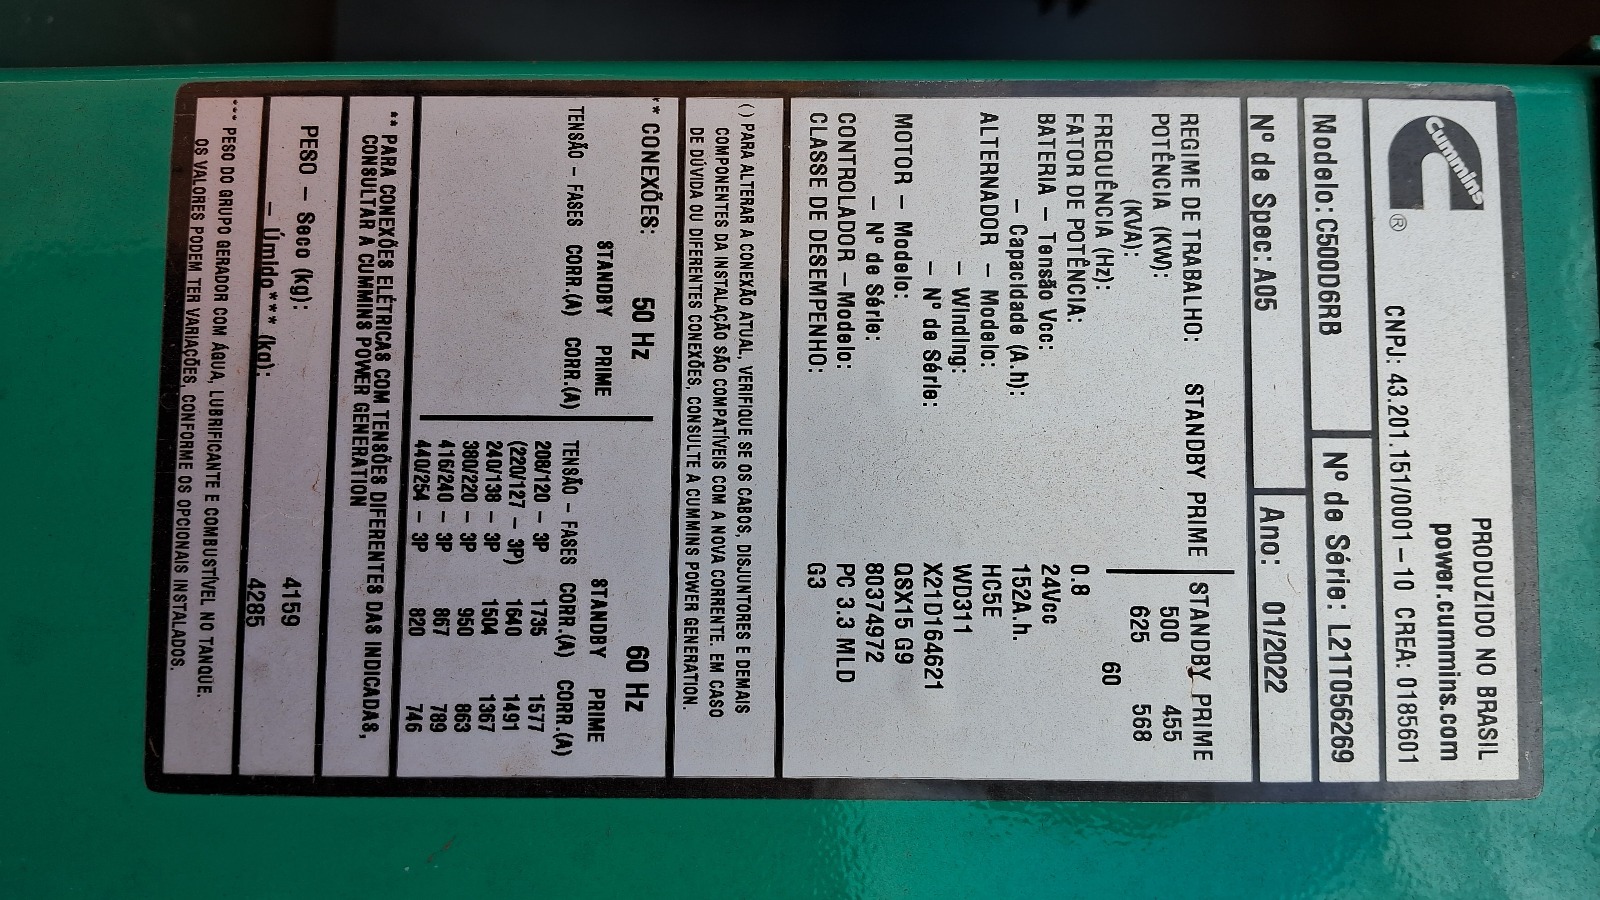 PRODUZIDO NO BRASIL
Cummins ®
power.cummins.com
CNPJ: 43.201.151/0001-10 CREA: 0185601
Modelo: C500D6RB Nº de Série: L21T056269
Nº de Spec: A05 Ano: 01/2022
REGIME DE TRABALHO: STANDBY PRIME STANDBY PRIME
POTÊNCIA (KW): 500 455
(KVA): 625 568
FREQUÊNCIA (Hz): 60
FATOR DE POTÊNCIA: 0.8
BATERIA - Tensão Vcc: 24Vcc
- Capacidade (A.h): 152A.h.
ALTERNADOR - Modelo: HC5E
- Winding: WD311
- Nº de Série: X21D164621
MOTOR - Modelo: QSX15 G9
- Nº de Série: 80374972
CONTROLADOR - Modelo: PC 3.3 MLD
CLASSE DE DESEMPENHO: G3
() PARA ALTERAR A CONEXÃO ATUAL, VERIFIQUE SE OS CABOS, DISJUNTORES E DEMAIS
COMPONENTES DA INSTALAÇÃO SÃO COMPATÍVEIS COM A NOVA CORRENTE. EM CASO
DE DÚVIDA OU DIFERENTES CONEXÕES, CONSULTE A CUMMINS POWER GENERATION.
** CONEXÕES: 50 Hz 60 Hz
STANDBY PRIME STANDBY PRIME
TENSÃO - FASES CORR.(A) CORR.(A) TENSÃO - FASES CORR.(A) CORR.(A)
208/120 - 3P 1735 1577
(220/127 - 3P) 1640 1491
240/138 - 3P 1504 1367
380/220 - 3P 950 863
416/240 - 3P 867 789
440/254 - 3P 820 746
** PARA CONEXÕES ELÉTRICAS COM TENSÕES DIFERENTES DAS INDICADAS,
CONSULTAR A CUMMINS POWER GENERATION
PESO - Seco (kg): 4159
- Úmido*** (kg): 4285
*** PESO DO GRUPO GERADOR COM ÁGUA, LUBRIFICANTE E COMBUSTÍVEL NO TANQUE.
OS VALORES PODEM TER VARIAÇÕES, CONFORME OS OPCIONAIS INSTALADOS.